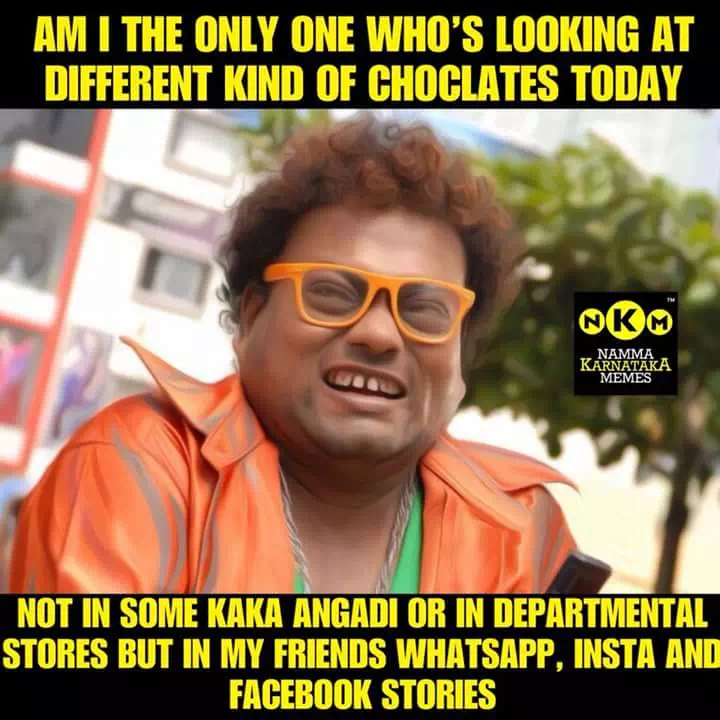 AM I THE ONLY ONE WHO'S LOOKING AT
DIFFERENT KIND OF CHOCLATES TODAY
NKM
TM
NAMMA
KARNATAKA
MEMES
NOT IN SOME KAKA ANGADI OR IN DEPARTMENTAL
STORES BUT IN MY FRIENDS WHATSAPP, INSTA AND
FACEBOOK STORIES